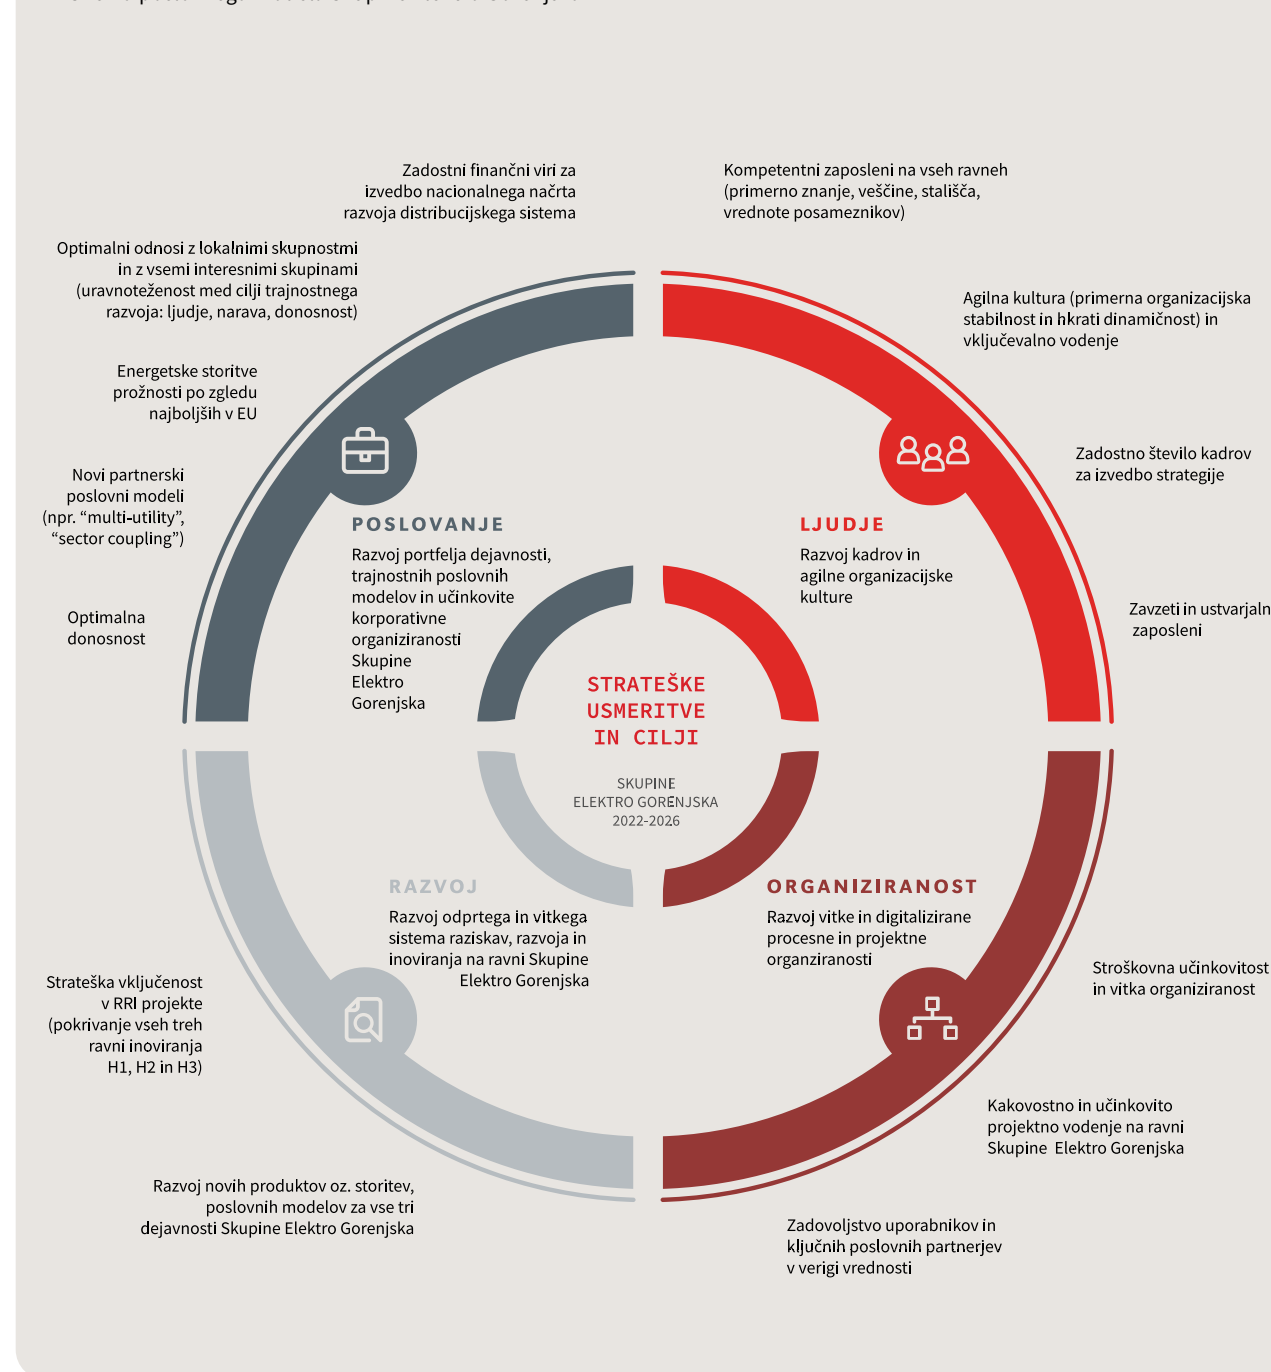 Zadostni finančni viri za
izvedbo nacionalnega načrta
razvoja distribucijskega sistema
Optimalni odnosi z lokalnimi skupnostmi
in z vsemi interesnimi skupinami
(uravnoteženost med cilji trajnostnega
razvoja: ljudje, narava, donosnost)
Energetske storitve
prožnosti po zgledu
najboljših v EU
Novi partnerski
poslovni modeli
(npr. “multi-utility”,
“sector coupling”)
Optimalna
donosnost
Kompetentni zaposleni na vseh ravneh
(primerno znanje, veščine, stališča,
vrednote posameznikov)
Agilna kultura (primerna organizacijska
stabilnost in hkrati dinamičnost) in
vključevalno vodenje
Zadostno število kadrov
za izvedbo strategije
Zavzeti in ustvarjaln
zaposleni
POSLOVANJE
Razvoj portfelja dejavnosti,
trajnostnih poslovnih
modelov in učinkovite
korporativne
organiziranosti
Skupine
Elektro
Gorenjska
LJUDJE
Razvoj kadrov in
agilne organizacijske
kulture
STRATEŠKE
USMERITVE
IN CILJI
SKUPINE
ELEKTRO GORENJSKA
2022-2026
RAZVOJ
Razvoj odprtega in vitkega
sistema raziskav, razvoja in
inoviranja na ravni Skupine
Elektro Gorenjska
ORGANIZIRANOST
Razvoj vitke in digitalizirane
procesne in projektne
organziranosti
Strateška vključenost
v RRI projekte
(pokrivanje vseh treh
ravni inoviranja
H1, H2 in H3)
Razvoj novih produktov oz. storitev,
poslovnih modelov za vse tri
dejavnosti Skupine Elektro Gorenjska
Stroškovna učinkovitost
in vitka organiziranost
Kakovostno in učinkovito
projektno vodenje na ravni
Skupine Elektro Gorenjska
Zadovoljstvo uporabnikov in
ključnih poslovnih partnerjev
v verigi vrednosti